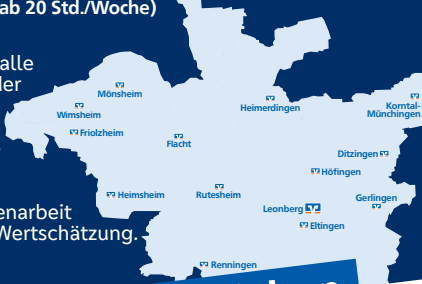 ab 20 Std./Woche)
alle
der
Mönsheim
Wimsheim
Heimerdingen
Korntal-
Münchingen
Friolzheim
Flacht
Ditzingen
Höfingen
Heimsheim
Rutesheim
Gerlingen
Leonberg
Eltingen
enarbeit
Wertschätzung.
Renningen